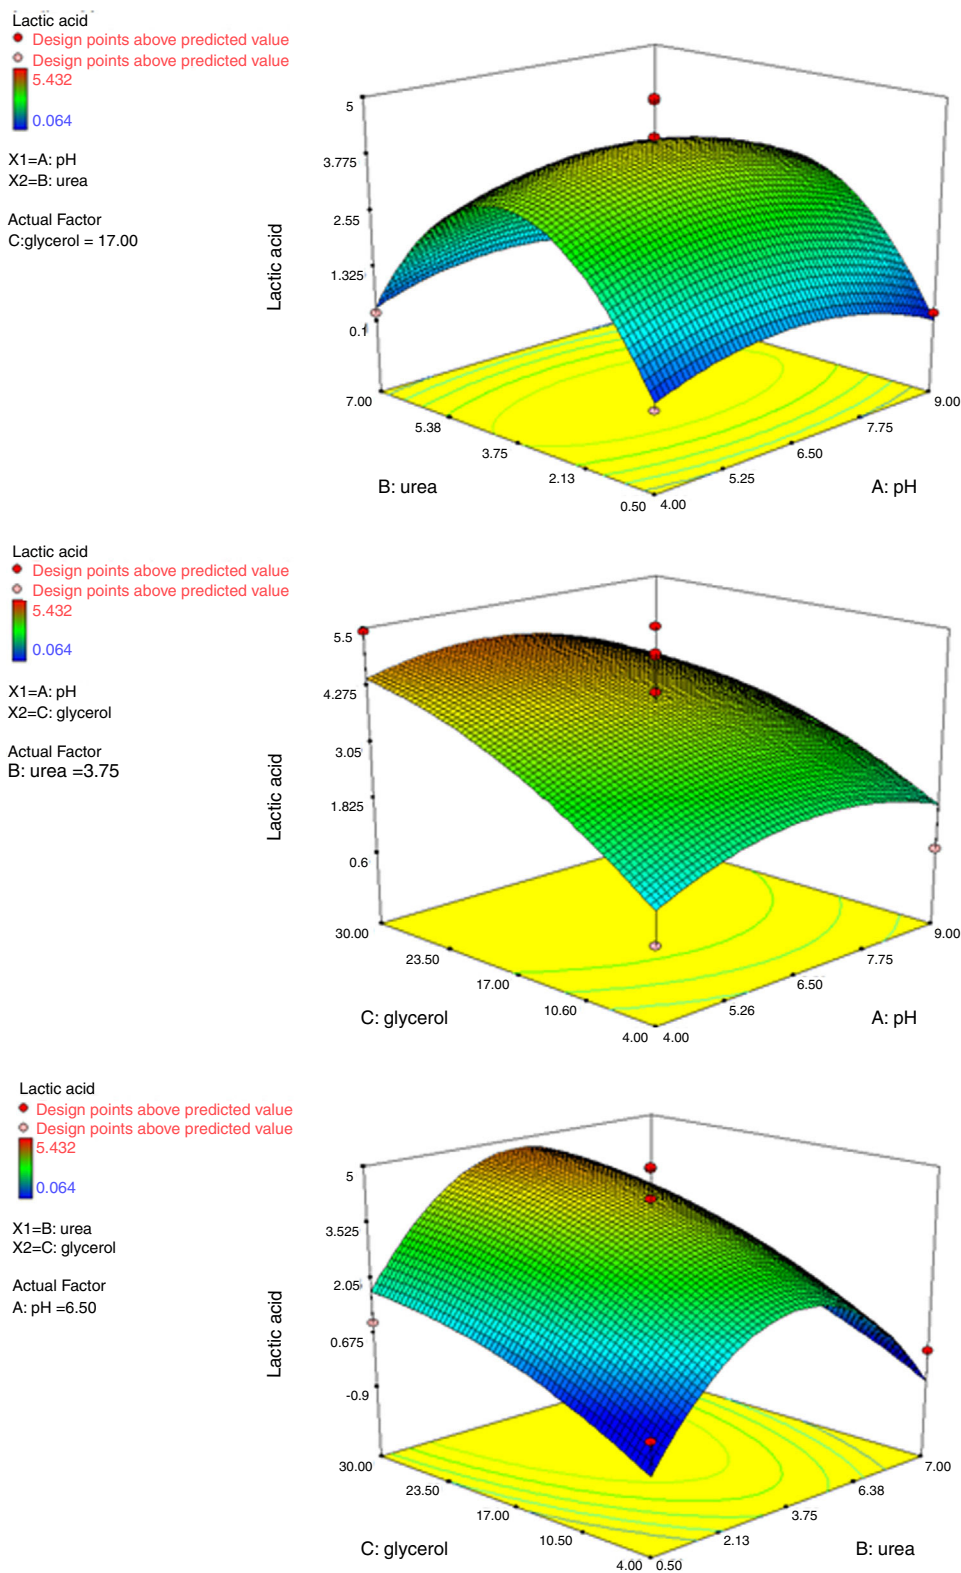 Lactic acid
Design points above predicted value
Design points above predicted value
5.432
0.064
X1=A: pH
X2=B: urea
Actual Factor
C:glycerol = 17.00
5
3.775
2.55
1.325
0.1
Lactic acid
7.00
5.38
3.75
2.13
0.50
4.00
5.25
6.50
7.75
9.00
B: urea
A: pH
Lactic acid
Design points above predicted value
Design points above predicted value
5.432
0.064
X1=A: pH
X2=C: glycerol
Actual Factor
B: urea =3.75
5.5
4.275
3.05
1.825
0.6
Lactic acid
30.00
23.50
17.00
10.60
4.00
4.00
5.26
6.50
7.75
9.00
C: glycerol
A: pH
Lactic acid
Design points above predicted value
Design points above predicted value
5.432
0.064
X1=B: urea
X2=C: glycerol
Actual Factor
A: pH =6.50
5
3.525
2.05
0.675
-0.9
Lactic acid
30.00
23.50
17.00
10.50
4.00
0.50
2.13
3.75
6.38
7.00
C: glycerol
B: urea